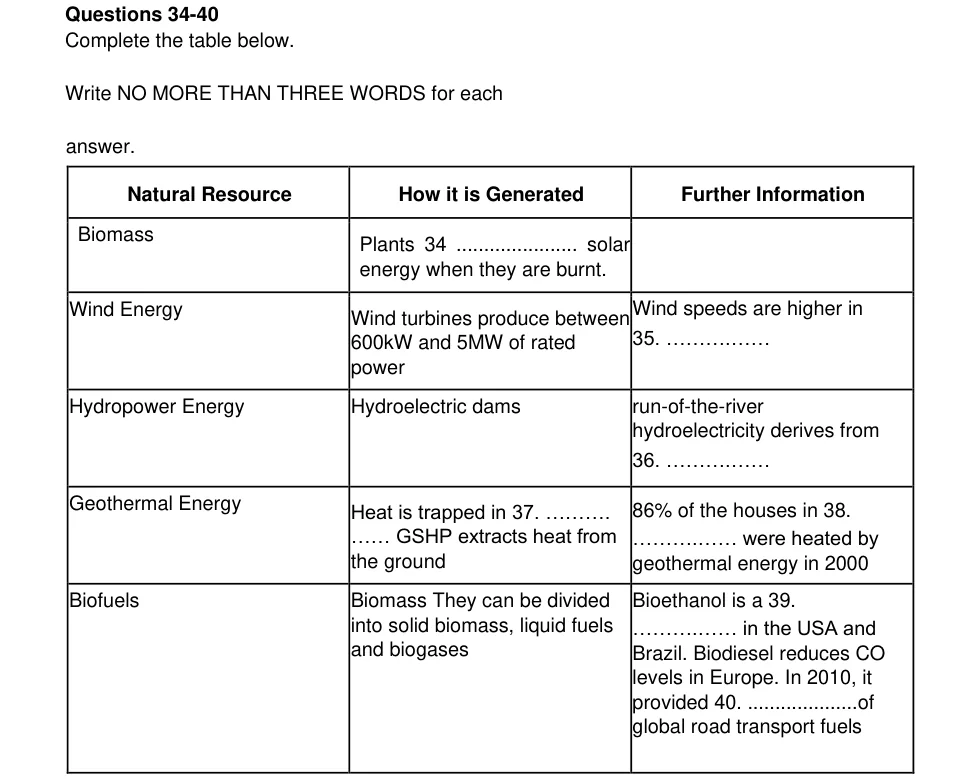 Questions 34-40
Complete the table below.
Write NO MORE THAN THREE WORDS for each
answer.
Natural Resource
How it is Generated
Further Information
Biomass
Plants 34 ...................... solar
energy when they are burnt.
Wind Energy
Wind turbines produce between
600kW and 5MW of rated
power
Wind speeds are higher in
35. ……….……
Hydropower Energy
Hydroelectric dams
run-of-the-river
hydroelectricity derives from
36. ……….……
Geothermal Energy
Heat is trapped in 37. ……….
…… GSHP extracts heat from
the ground
86% of the houses in 38.
……….…… were heated by
geothermal energy in 2000
Biofuels
Biomass They can be divided
into solid biomass, liquid fuels
and biogases
Bioethanol is a 39.
……….…… in the USA and
Brazil. Biodiesel reduces CO
levels in Europe. In 2010, it
provided 40. ....................of
global road transport fuels